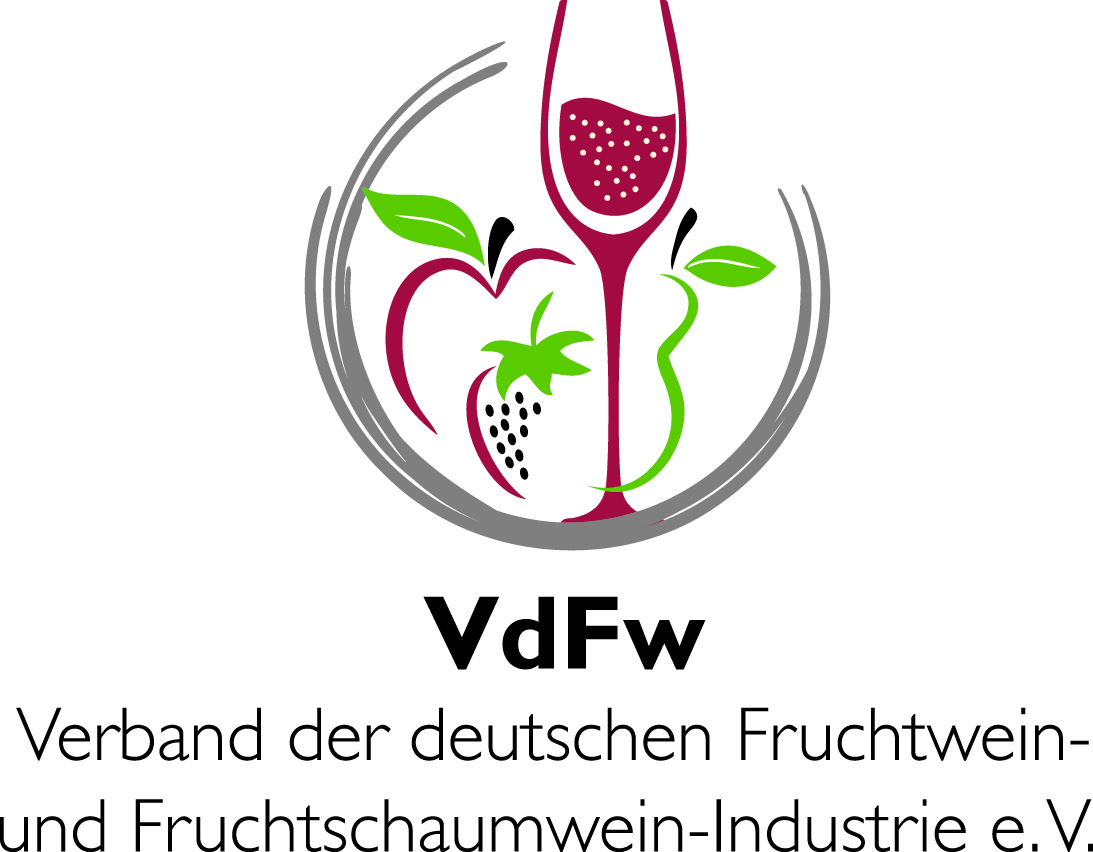 VdFw
Verband der deutschen Fruchtwein-
und Fruchtschaumwein-Industrie e. V.